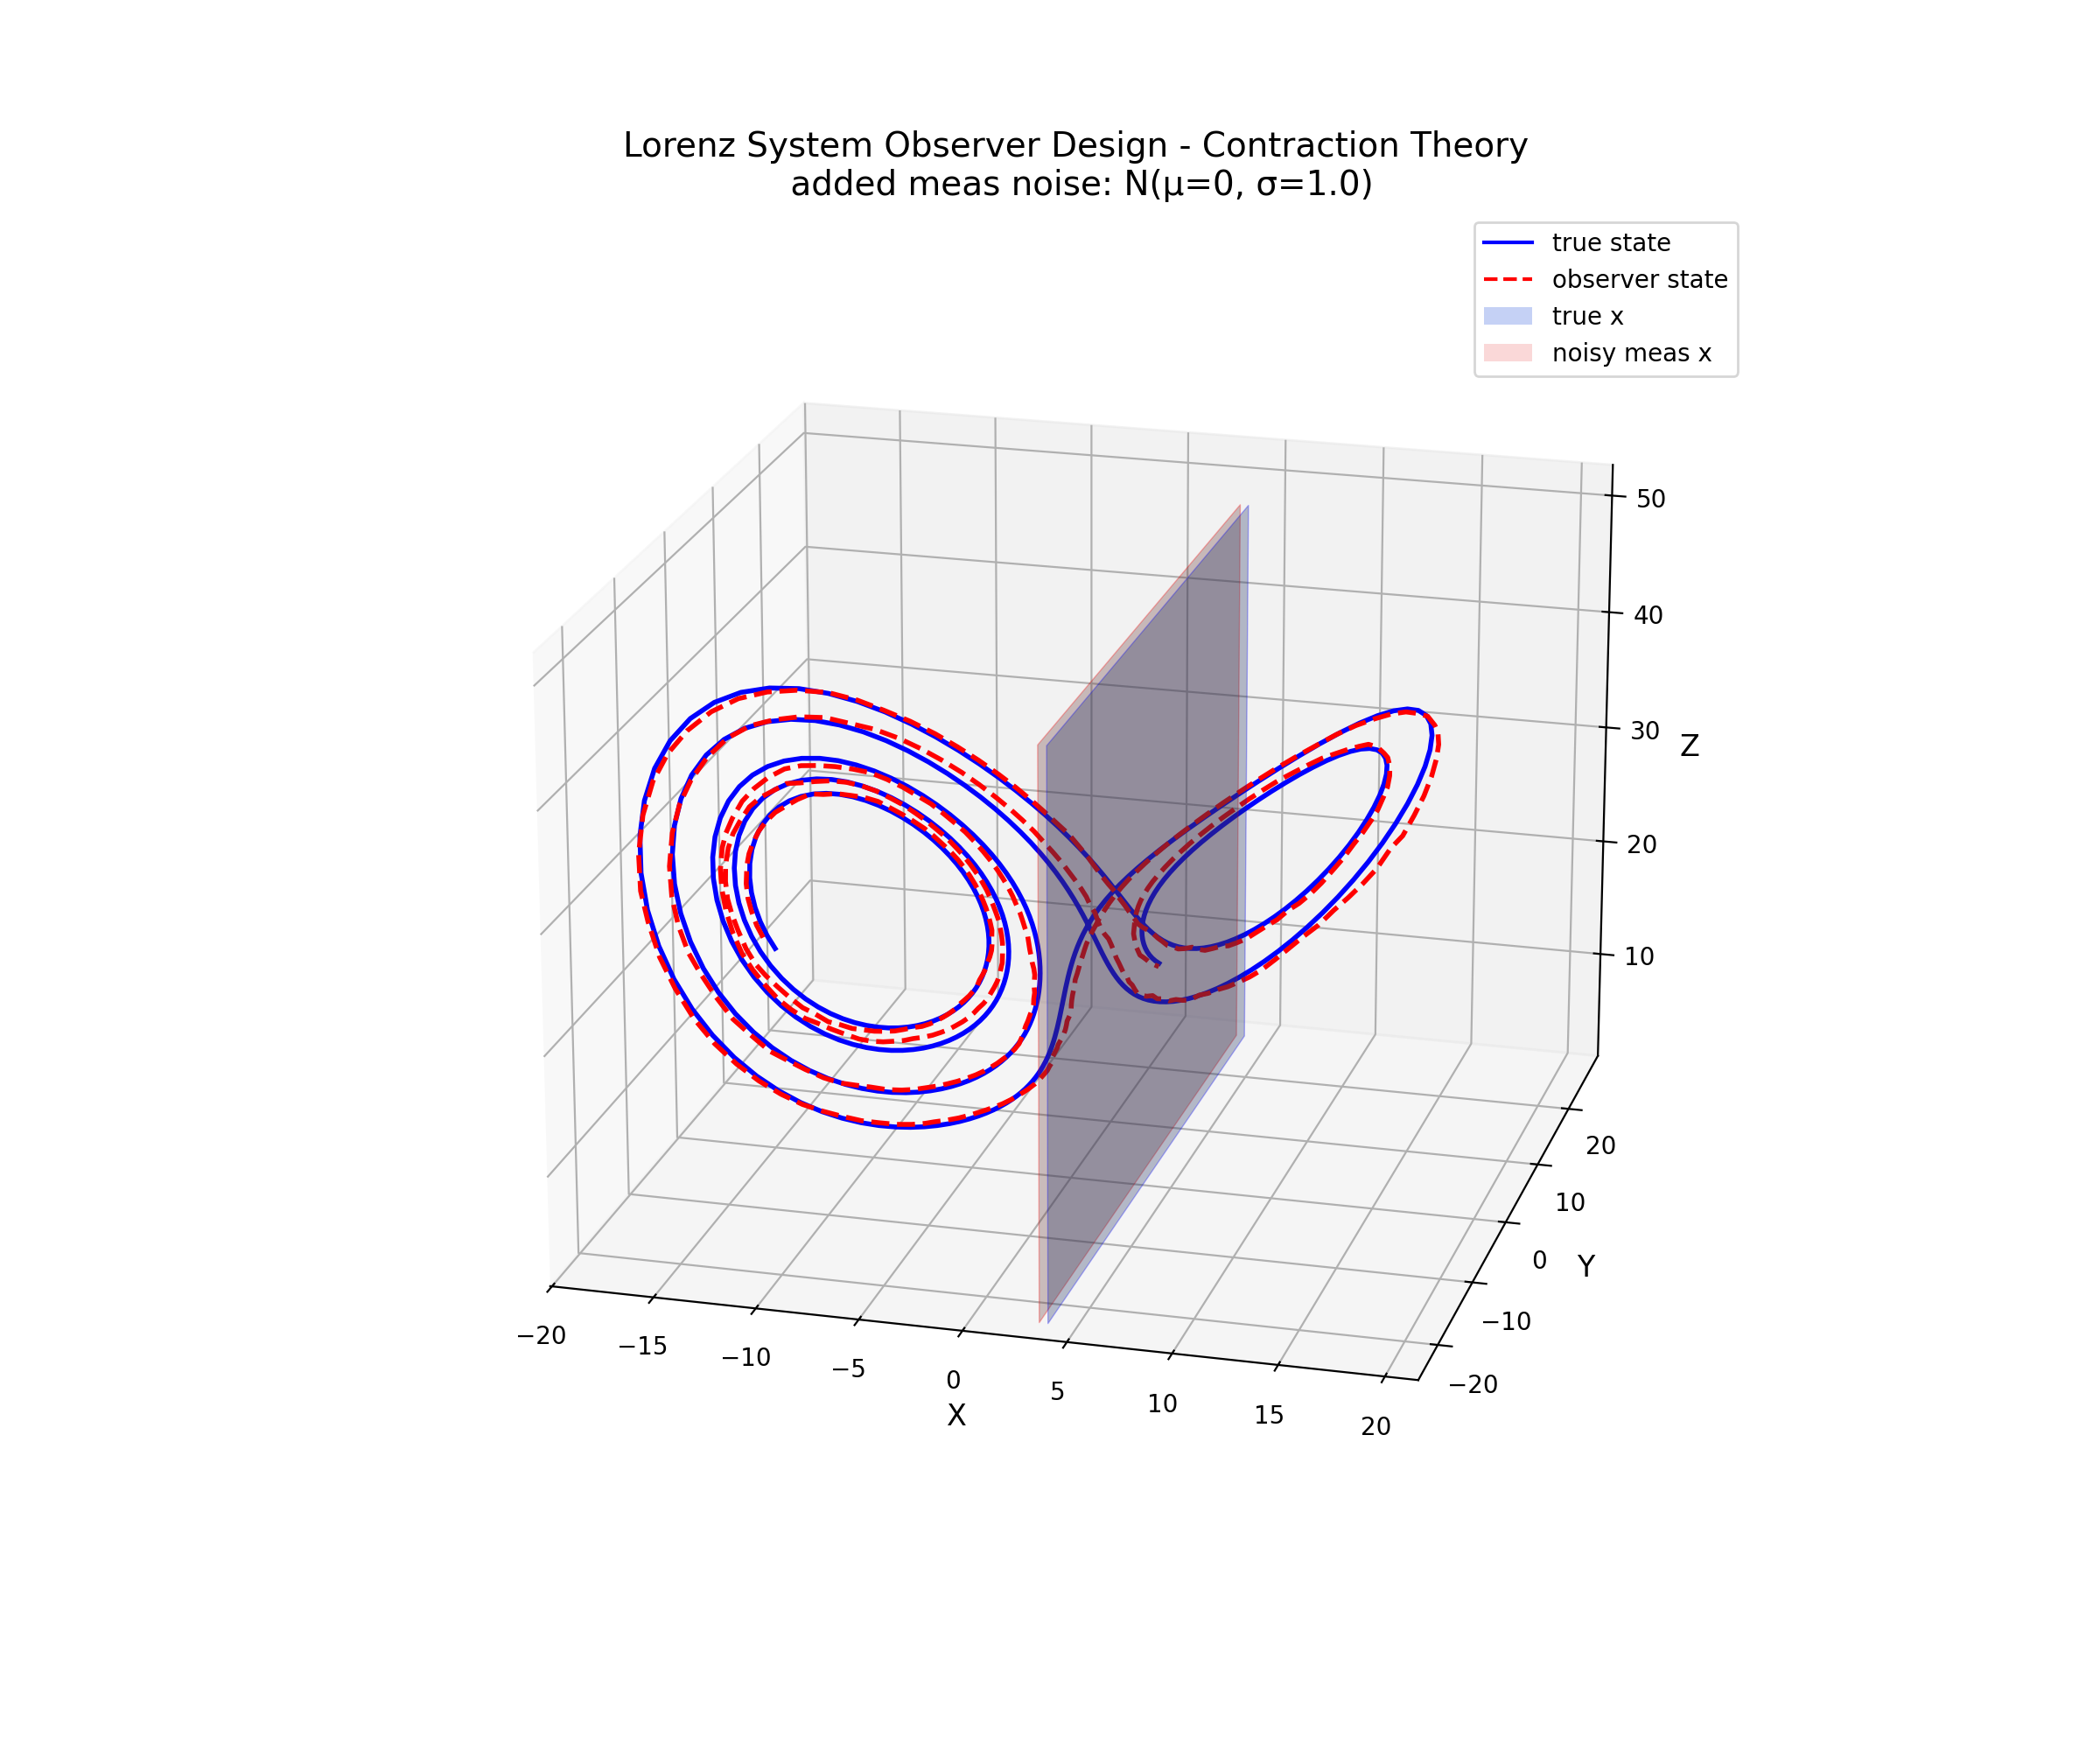 Lorenz System Observer Design - Contraction Theory
added meas noise: N(μ=0, σ=1.0)
true state
observer state
true x
noisy meas x
50
40
30
Z
20
10
20
10
0
Y
−10
−20
−20
−15
−10
−5
0
5
10
15
20
X